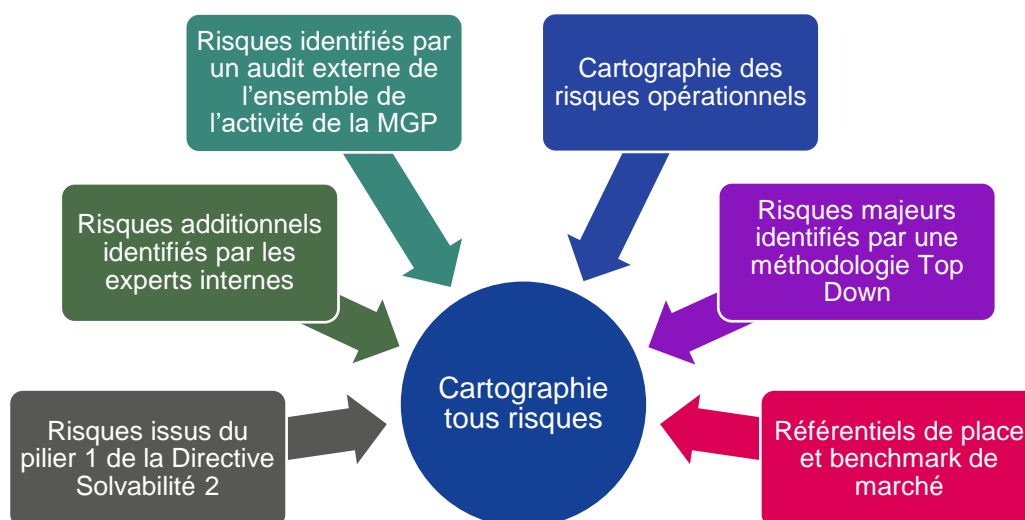 Risques identifiés par
un audit externe de
l’ensemble de
l’activité de la MGP
Cartographie des
risques opérationnels
Risques additionnels
identifiés par les
experts internes
Risques majeurs
identifiés par une
méthodologie Top
Down
Risques issus du
pilier 1 de la Directive
Solvabilité 2
Cartographie
tous risques
Référentiels de place
et benchmark de
marché